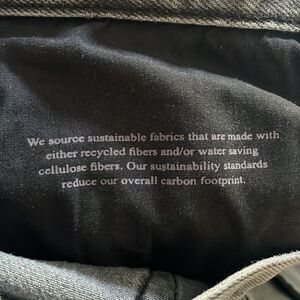 We source sustainable fabrics that are made with
either recycled fibers and/or water saving
cellulose fibers. Our sustainability standards
reduce our overall carbon footprint.